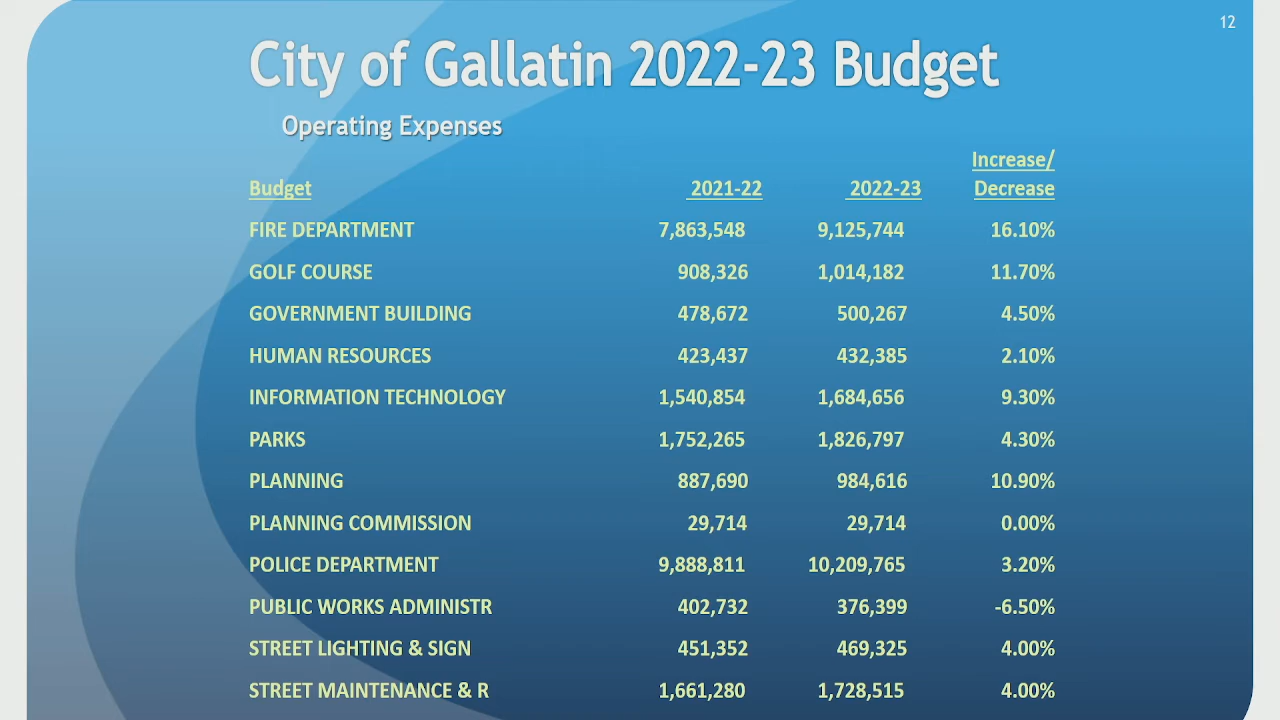 12
City of Gallatin 2022-23 Budget
Operating Expenses
Increase/
Budget 2021-22 2022-23 Decrease
FIRE DEPARTMENT 7,863,548 9,125,744 16.10%
GOLF COURSE 908,326 1,014,182 11.70%
GOVERNMENT BUILDING 478,672 500,267 4.50%
HUMAN RESOURCES 423,437 432,385 2.10%
INFORMATION TECHNOLOGY 1,540,854 1,684,656 9.30%
PARKS 1,752,265 1,826,797 4.30%
PLANNING 887,690 984,616 10.90%
PLANNING COMMISSION 29,714 29,714 0.00%
POLICE DEPARTMENT 9,888,811 10,209,765 3.20%
PUBLIC WORKS ADMINISTR 402,732 376,399 -6.50%
STREET LIGHTING & SIGN 451,352 469,325 4.00%
STREET MAINTENANCE & R 1,661,280 1,728,515 4.00%